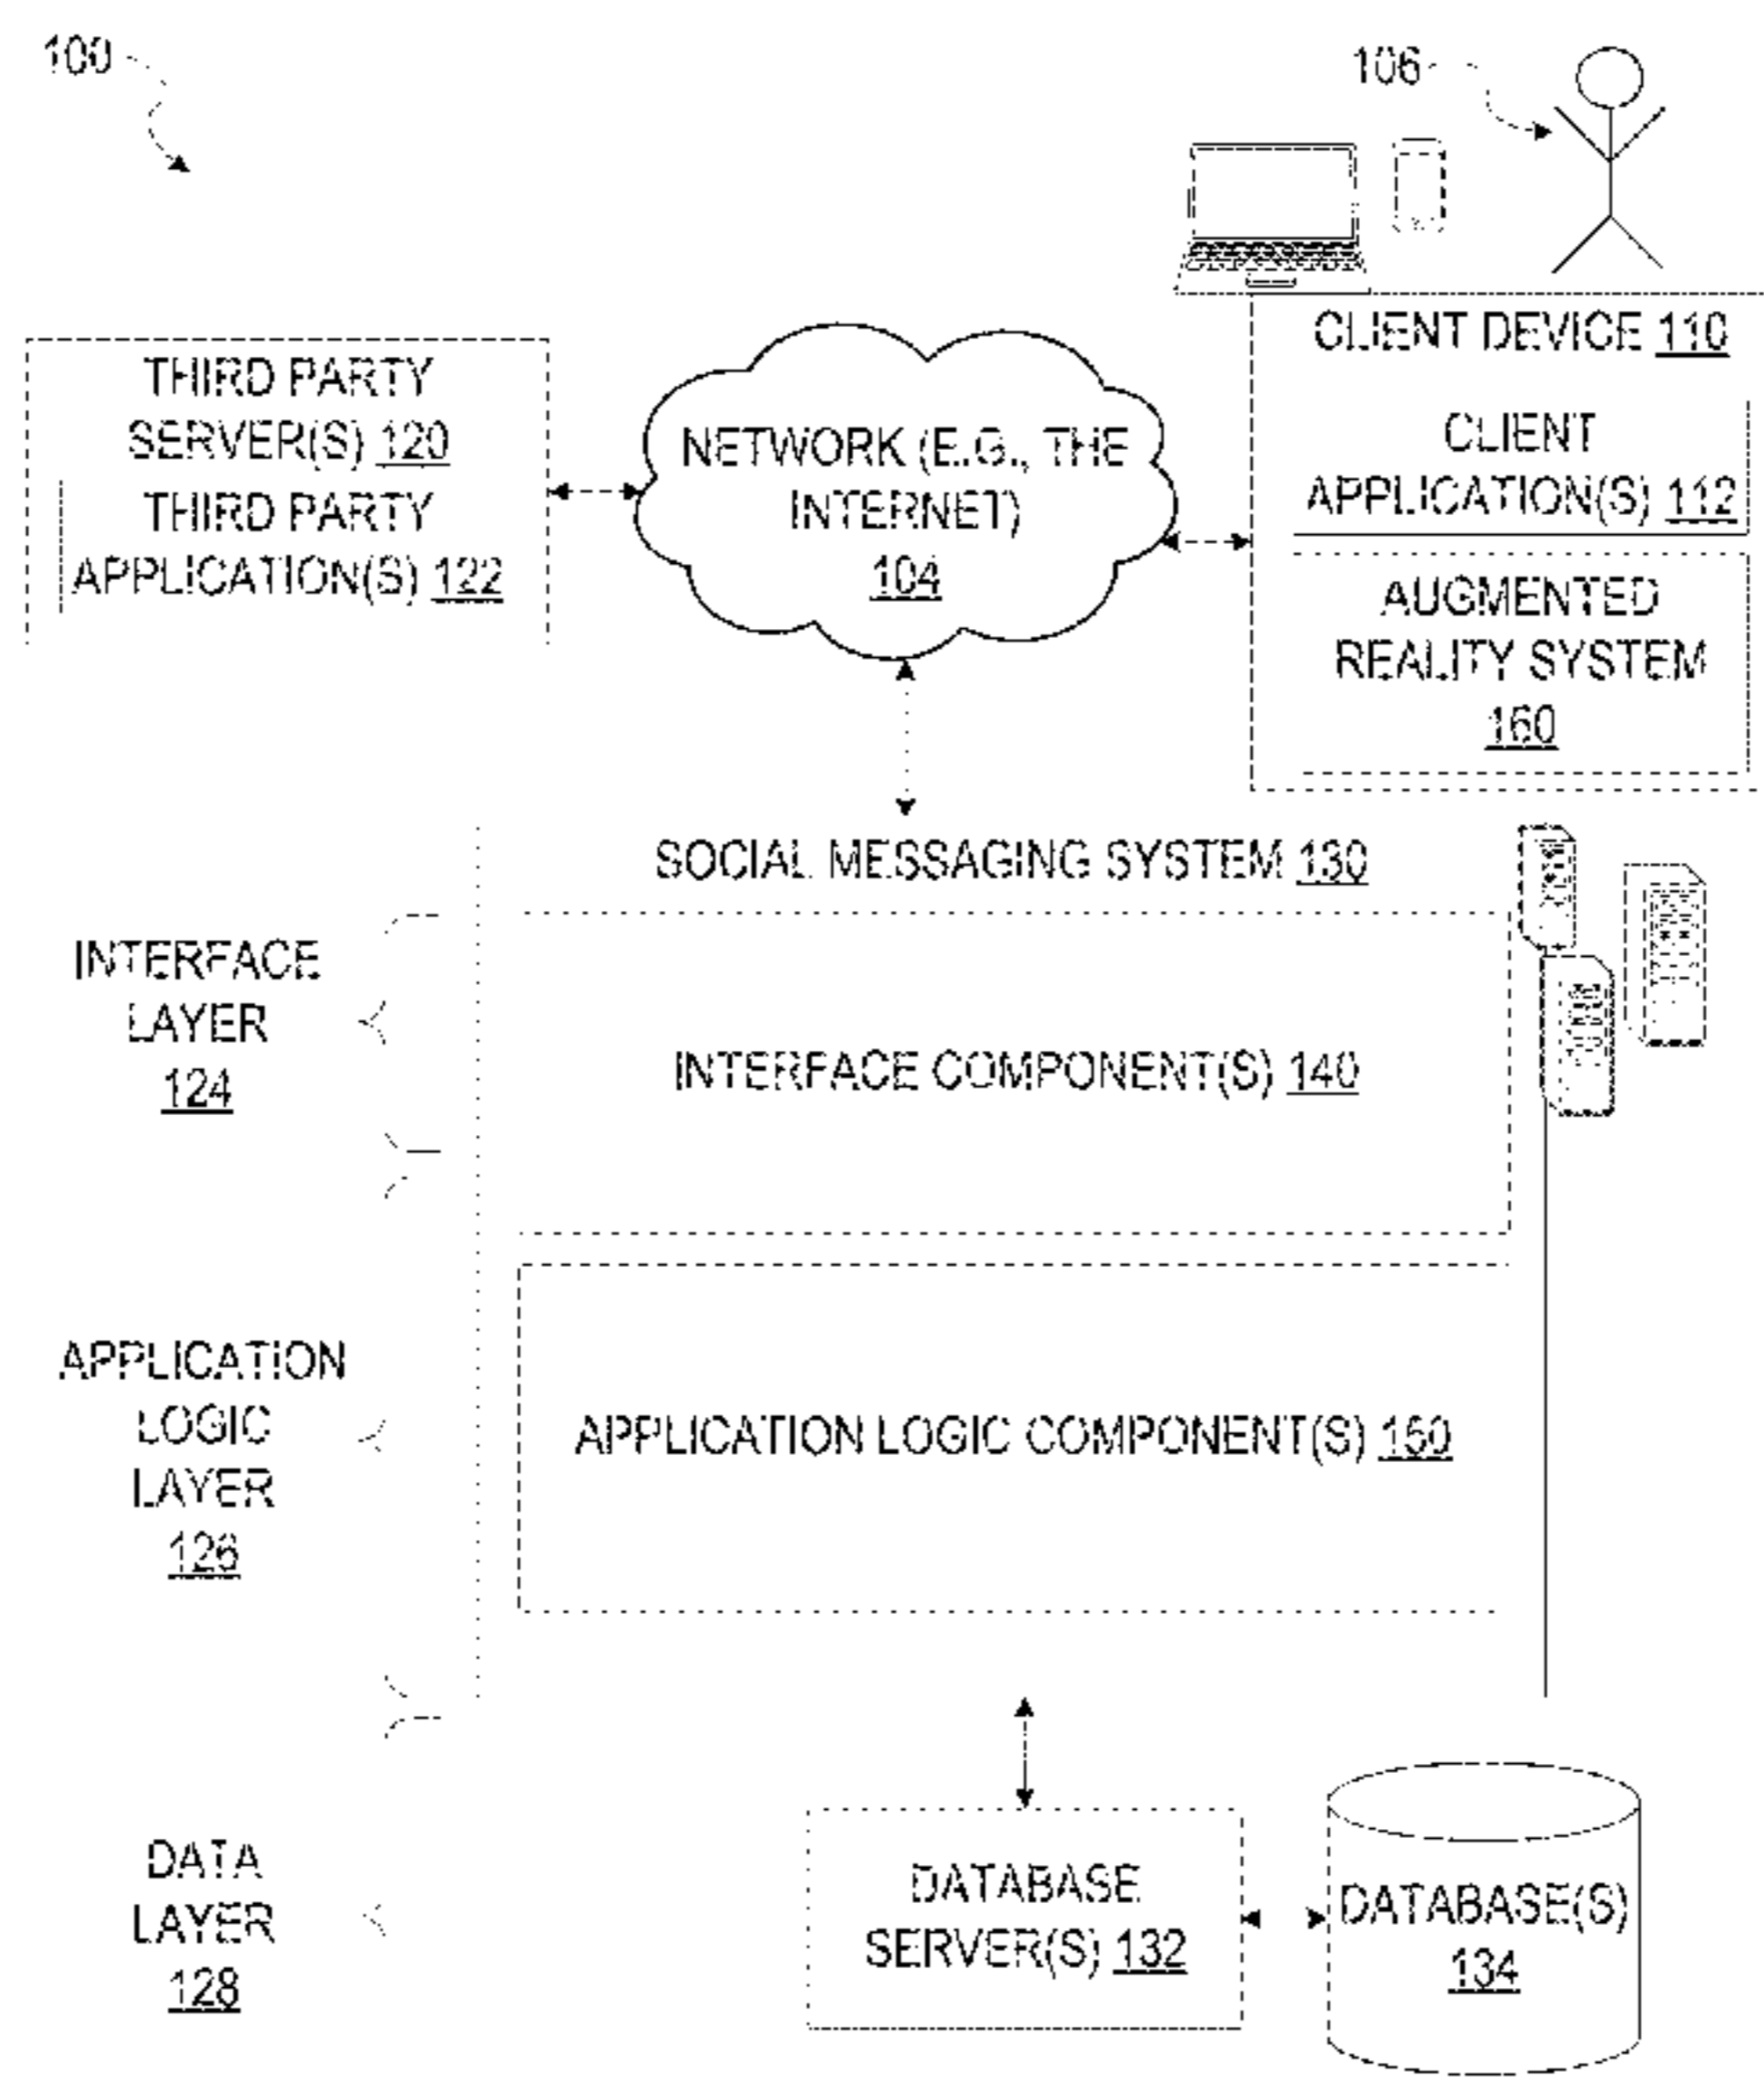 100
106
CLIENT DEVICE 110
CLIENT
APPLICATION(S) 112
AUGMENTED
REALITY SYSTEM
160
THIRD PARTY
SERVER(S) 120
THIRD PARTY
APPLICATION(S) 122
NETWORK (E.G., THE
INTERNET)
104
SOCIAL MESSAGING SYSTEM 130
INTERFACE
LAYER
124
INTERFACE COMPONENT(S) 140
APPLICATION
LOGIC
LAYER
126
APPLICATION LOGIC COMPONENT(S) 150
DATA
LAYER
128
DATABASE
SERVER(S) 132
DATABASE(S)
134